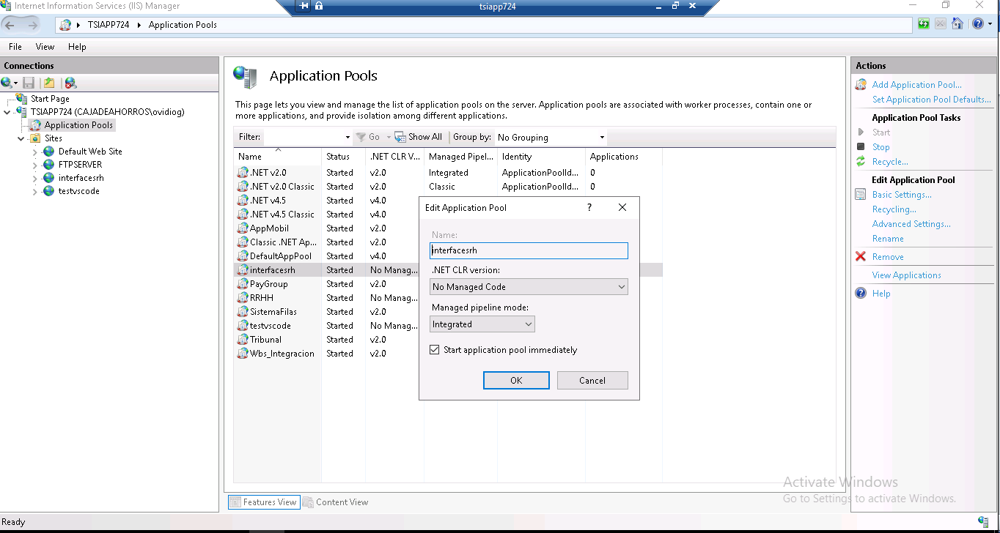 Internet Information Services (IIS) Manager
tsiapp724
TSIAPP724 Application Pools
File View Help
Connections
Start Page
TSIAPP724 (CAJADEAHORROS\ovidiog)
Application Pools
Sites
Default Web Site
FTPSERVER
interfacesrh
testvscode
Application Pools
This page lets you view and manage the list of application pools on the server. Application pools are associated with worker processes, contain one or
more applications, and provide isolation among different applications.
Filter: Go Show All Group by: No Grouping
Name Status .NET CLR V... Managed Pipel... Identity Applications
.NET v2.0 Started v2.0 Integrated ApplicationPoolId... 0
.NET v2.0 Classic Started v2.0 Classic ApplicationPoolId... 0
.NET v4.5 Started v4.0
.NET v4.5 Classic Started v4.0
AppMobil Started v2.0
Classic .NET Ap... Started v2.0
DefaultAppPool Started v4.0
interfacesrh Started No Manag...
PayGroup Started v2.0
RRHH Started No Manag...
SistemaFilas Started v2.0
testvscode Started No Manag...
Tribunal Started v2.0
Wbs_Integracion Started v2.0
Edit Application Pool ?
Name:
interfacesrh
.NET CLR version:
No Managed Code
Managed pipeline mode:
Integrated
Start application pool immediately
OK Cancel
Features View Content View
Actions
Add Application Pool...
Set Application Pool Defaults...
Application Pool Tasks
Start
Stop
Recycle...
Edit Application Pool
Basic Settings...
Recycling...
Advanced Settings...
Rename
Remove
View Applications
Help
Activate Windows
Go to Settings to activate Windows.
Ready